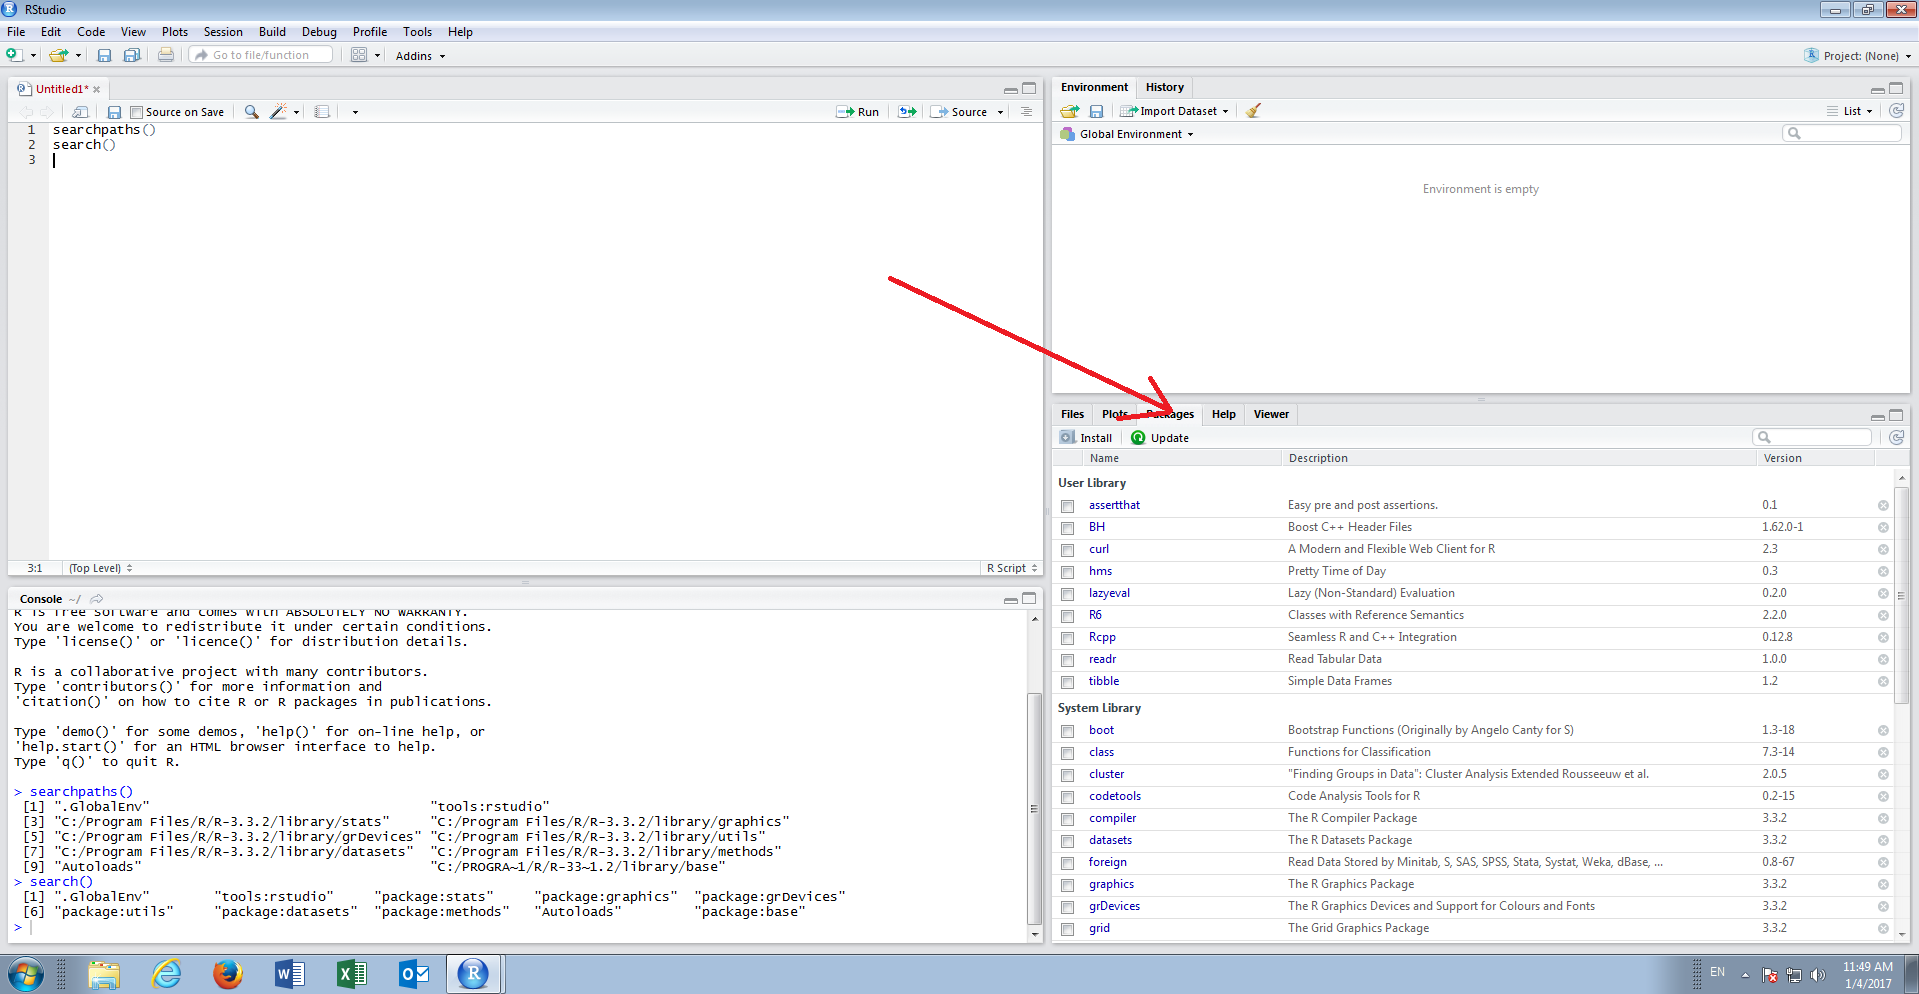 RStudio
File Edit Code View Plots Session Build Debug Profile Tools Help
Go to file/function Addins Project: (None)
Untitled1*
Source on Save Run Source
1 searchpaths()
2 search()
3
3:1 (Top Level) R Script
Console ~/
R is free software and comes with ABSOLUTELY NO WARRANTY.
You are welcome to redistribute it under certain conditions.
Type 'license()' or 'licence()' for distribution details.
R is a collaborative project with many contributors.
Type 'contributors()' for more information and
'citation()' on how to cite R or R packages in publications.
Type 'demo()' for some demos, 'help()' for on-line help, or
'help.start()' for an HTML browser interface to help.
Type 'q()' to quit R.
> searchpaths()
[1] ".GlobalEnv" "tools:rstudio"
[3] "C:/Program Files/R/R-3.3.2/library/stats" "C:/Program Files/R/R-3.3.2/library/graphics"
[5] "C:/Program Files/R/R-3.3.2/library/grDevices" "C:/Program Files/R/R-3.3.2/library/utils"
[7] "C:/Program Files/R/R-3.3.2/library/datasets" "C:/Program Files/R/R-3.3.2/library/methods"
[9] "Autoloads" "C:/PROGRA~1/R/R-33~1.2/library/base"
> search()
[1] ".GlobalEnv" "tools:rstudio" "package:stats" "package:graphics" "package:grDevices"
[6] "package:utils" "package:datasets" "package:methods" "Autoloads" "package:base"
>
Environment History
Import Dataset List
Global Environment
Environment is empty
Files Plots Packages Help Viewer
Install Update
Name Description Version
User Library
assertthat Easy pre and post assertions. 0.1
BH Boost C++ Header Files 1.62.0-1
curl A Modern and Flexible Web Client for R 2.3
hms Pretty Time of Day 0.3
lazyeval Lazy (Non-Standard) Evaluation 0.2.0
R6 Classes with Reference Semantics 2.2.0
Rcpp Seamless R and C++ Integration 0.12.8
readr Read Tabular Data 1.0.0
tibble Simple Data Frames 1.2
System Library
boot Bootstrap Functions (Originally by Angelo Canty for S) 1.3-18
class Functions for Classification 7.3-14
cluster "Finding Groups in Data": Cluster Analysis Extended Rousseeuw et al. 2.0.5
codetools Code Analysis Tools for R 0.2-15
compiler The R Compiler Package 3.3.2
datasets The R Datasets Package 3.3.2
foreign Read Data Stored by Minitab, S, SAS, SPSS, Stata, Systat, Weka, dBase, ... 0.8-67
graphics The R Graphics Package 3.3.2
grDevices The R Graphics Devices and Support for Colours and Fonts 3.3.2
grid The Grid Graphics Package 3.3.2
EN
11:49 AM
1/4/2017